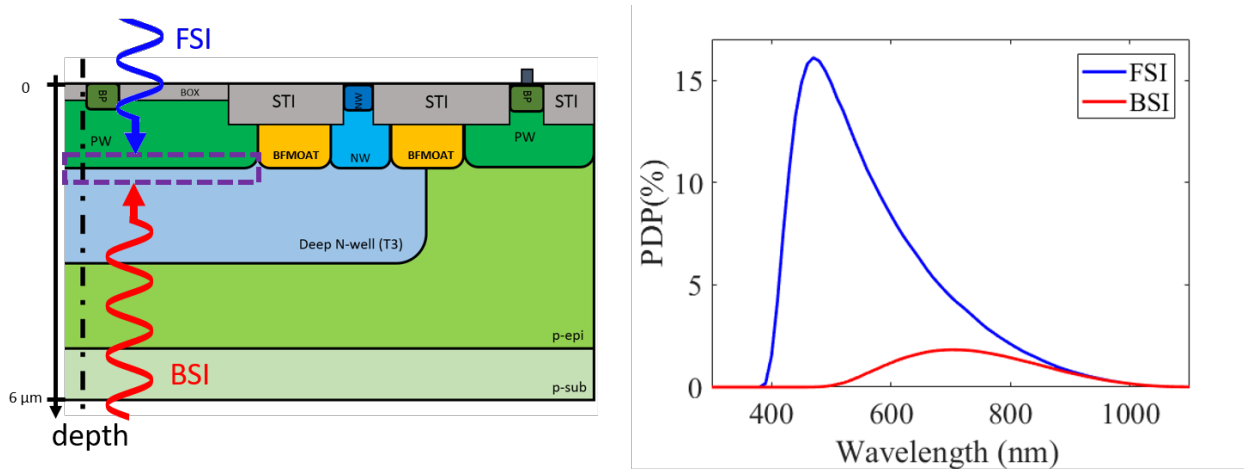 FSI
0
BP
BOX
STI
NW
STI
BP
STI
PW
BFMOAT
NW
BFMOAT
PW
Deep N-well (T3)
p-epi
BSI
p-sub
6 μm
depth
FSI
BSI
15
10
5
0
PDP(%)
400
600
800
1000
Wavelength (nm)